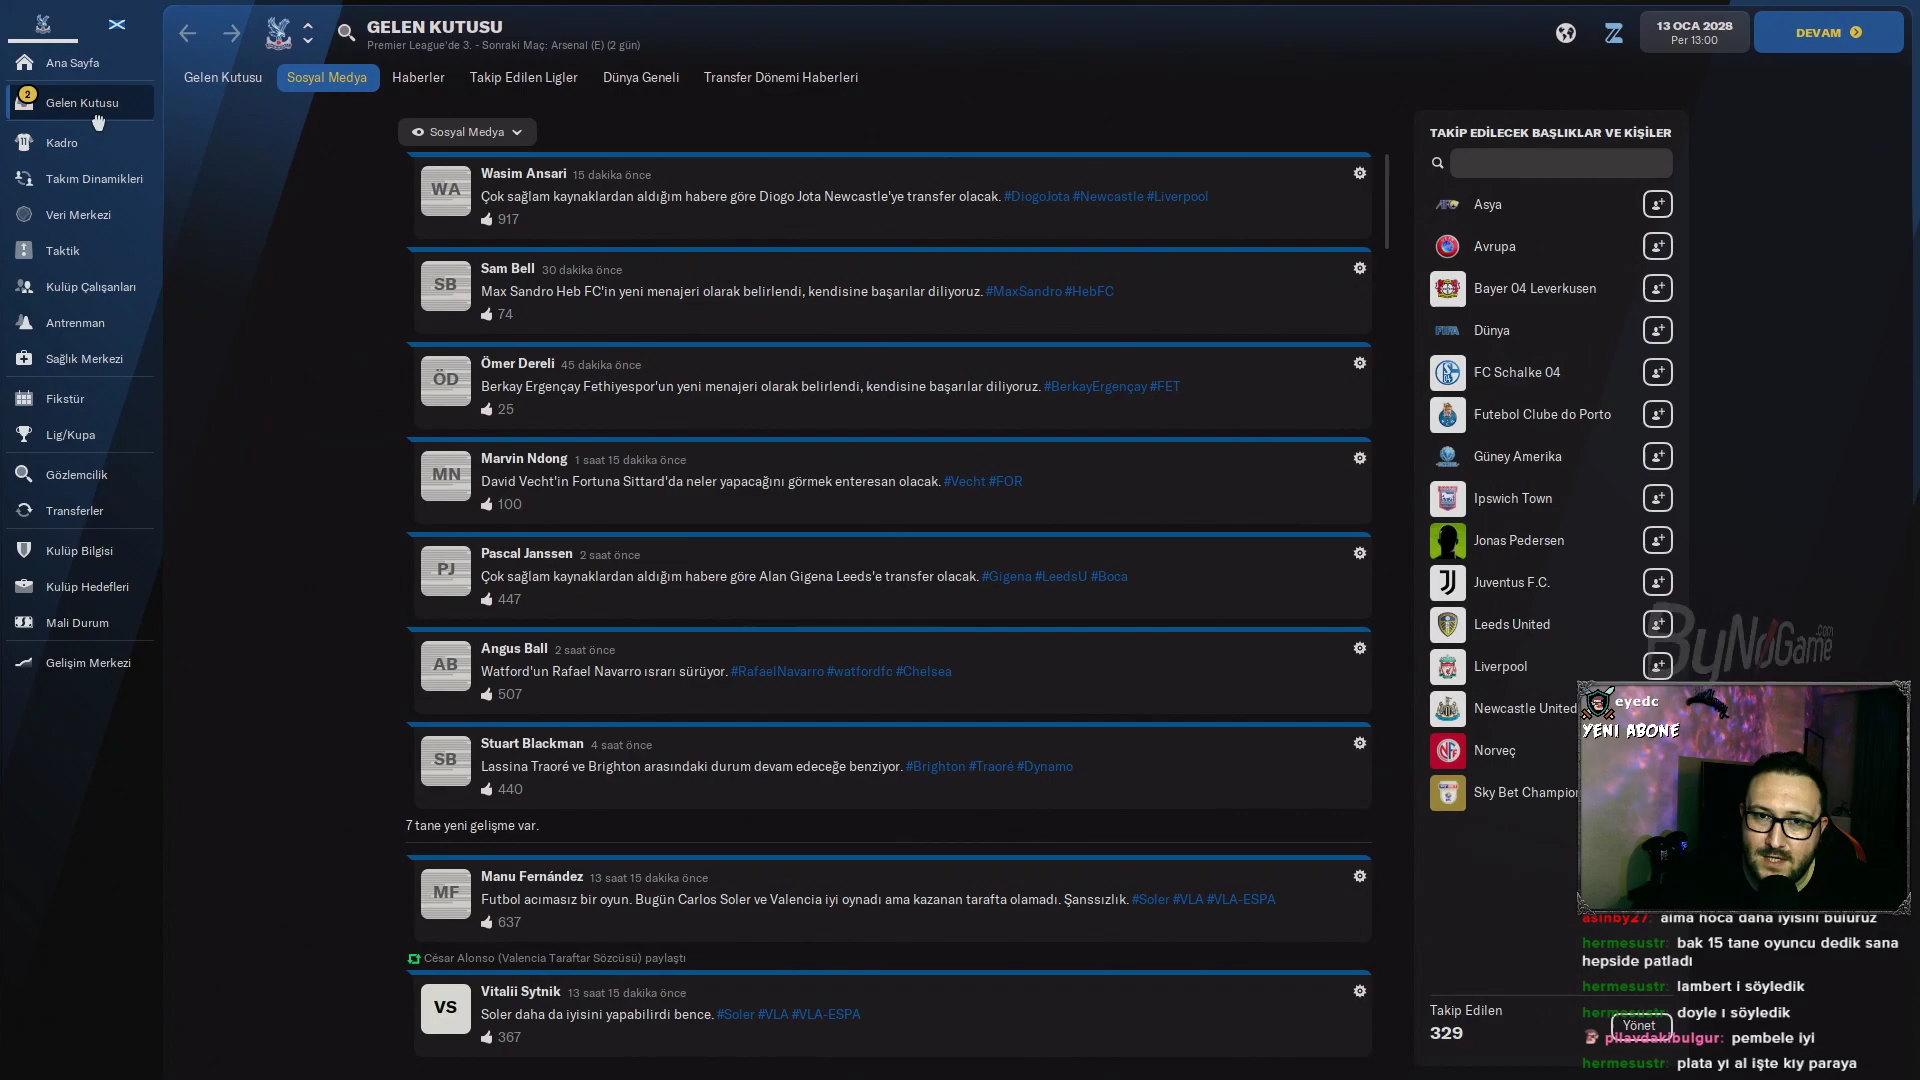 GELEN KUTUSU
Premier League'de 3. - Sonraki Maç: Arsenal (E) (2 gün)
13 OCA 2028
Per 13:00
DEVAM
Ana Sayfa
2
Gelen Kutusu
Kadro
Takım Dinamikleri
Veri Merkezi
Taktik
Kulüp Çalışanları
Antrenman
Sağlık Merkezi
Fikstür
Lig/Kupa
Gözlemcilik
Transferler
Kulüp Bilgisi
Kulüp Hedefleri
Mali Durum
Gelişim Merkezi
Gelen Kutusu
Sosyal Medya
Haberler
Takip Edilen Ligler
Dünya Geneli
Transfer Dönemi Haberleri
Sosyal Medya
WA
Wasim Ansari 15 dakika önce
Çok sağlam kaynaklardan aldığım habere göre Diogo Jota Newcastle'ye transfer olacak. #DiogoJota #Newcastle #Liverpool
917
SB
Sam Bell 30 dakika önce
Max Sandro Heb FC'in yeni menajeri olarak belirlendi, kendisine başarılar diliyoruz. #MaxSandro #HebFC
74
ÖD
Ömer Dereli 45 dakika önce
Berkay Ergençay Fethiyespor'un yeni menajeri olarak belirlendi, kendisine başarılar diliyoruz. #BerkayErgençay #FET
25
MN
Marvin Ndong 1 saat 15 dakika önce
David Vecht'in Fortuna Sittard'da neler yapacağını görmek enteresan olacak. #Vecht #FOR
100
PJ
Pascal Janssen 2 saat önce
Çok sağlam kaynaklardan aldığım habere göre Alan Gigena Leeds'e transfer olacak. #Gigena #LeedsU #Boca
447
AB
Angus Ball 2 saat önce
Watford'un Rafael Navarro ısrarı sürüyor. #RafaelNavarro #watfordfc #Chelsea
507
SB
Stuart Blackman 4 saat önce
Lassina Traoré ve Brighton arasındaki durum devam edeceğe benziyor. #Brighton #Traoré #Dynamo
440
7 tane yeni gelişme var.
MF
Manu Fernández 13 saat 15 dakika önce
Futbol acımasız bir oyun. Bugün Carlos Soler ve Valencia iyi oynadı ama kazanan tarafta olamadı. Şanssızlık. #Soler #VLA #VLA-ESPA
637
César Alonso (Valencia Taraftar Sözcüsü) paylaştı
VS
Vitalii Sytnik 13 saat 15 dakika önce
Soler daha da iyisini yapabilirdi bence. #Soler #VLA #VLA-ESPA
367
TAKİP EDİLECEK BAŞLIKLAR VE KİŞİLER
Asya
Avrupa
Bayer 04 Leverkusen
Dünya
FC Schalke 04
Futebol Clube do Porto
Güney Amerika
Ipswich Town
Jonas Pedersen
Juventus F.C.
Leeds United
Liverpool
Newcastle United
Norveç
Sky Bet Champion
Takip Edilen
329
Yönet
ByNoGame.com
eyedc
YENİ ABONE
asinby27: alma hoca daha iyisini buluruz
hermesustr: bak 15 tane oyuncu dedik sana
hepside patladı
hermesustr: lambert i söyledik
hermesustr: doyle ı söyledik
pilavdakibulgur: pembele iyi
hermesustr: plata yı al işte kıy paraya